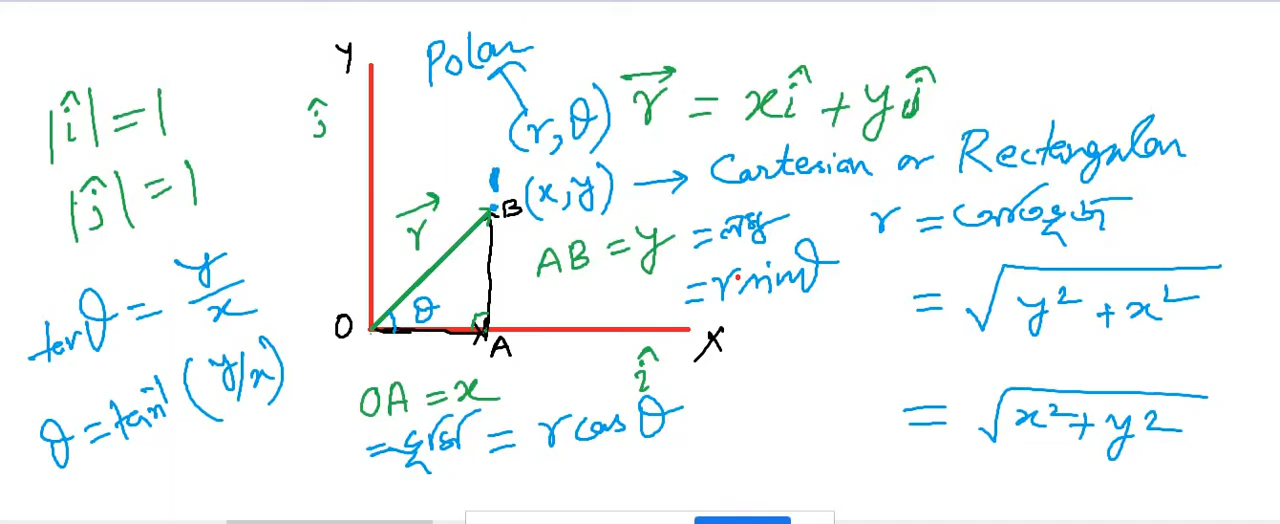 Y
Polar
ĵ
(r, θ)
r⃗ = xî + yĵ
|î| = 1
|ĵ| = 1
B (x, y) → Cartesian or Rectangular
r⃗
r =
AB = y =
= r sinθ
= √y² + x²
tanθ = y/x
θ
O
A
X
î
θ = tan⁻¹ (y/x)
OA = x
= = r cos θ
= √x² + y²